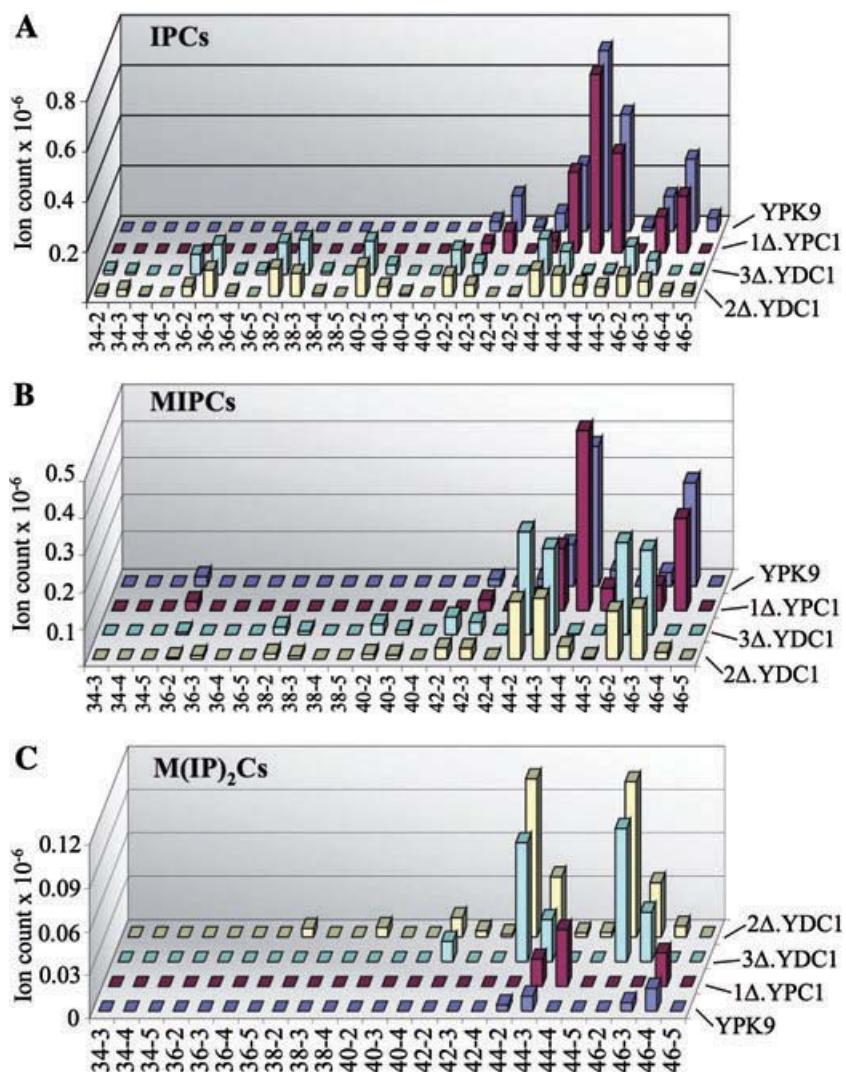 A
IPCs
Ion count x 10-6
0.8
0.6
0.4
0.2
YPK9
1Δ.YPC1
3Δ.YDC1
2Δ.YDC1
34-2 34-3 34-4 34-5 36-2 36-3 36-4 36-5 38-2 38-3 38-4 38-5 40-2 40-3 40-4 40-5 42-2 42-3 42-4 42-5 44-2 44-3 44-4 44-5 46-2 46-3 46-4 46-5
B
MIPCs
Ion count x 10-6
0.5
0.4
0.3
0.2
0.1
YPK9
1Δ.YPC1
3Δ.YDC1
2Δ.YDC1
34-3 34-4 34-5 36-2 36-3 36-4 36-5 38-2 38-3 38-4 38-5 40-2 40-3 40-4 42-2 42-3 42-4 44-2 44-3 44-4 44-5 46-2 46-3 46-4 46-5
C
M(IP)2Cs
Ion count x 10-6
0.12
0.09
0.06
0.03
0
2Δ.YDC1
3Δ.YDC1
1Δ.YPC1
YPK9
34-3 34-4 34-5 36-2 36-3 36-4 36-5 38-2 38-3 38-4 40-2 40-3 40-4 42-2 42-3 42-4 44-2 44-3 44-4 44-5 46-2 46-3 46-4 46-5